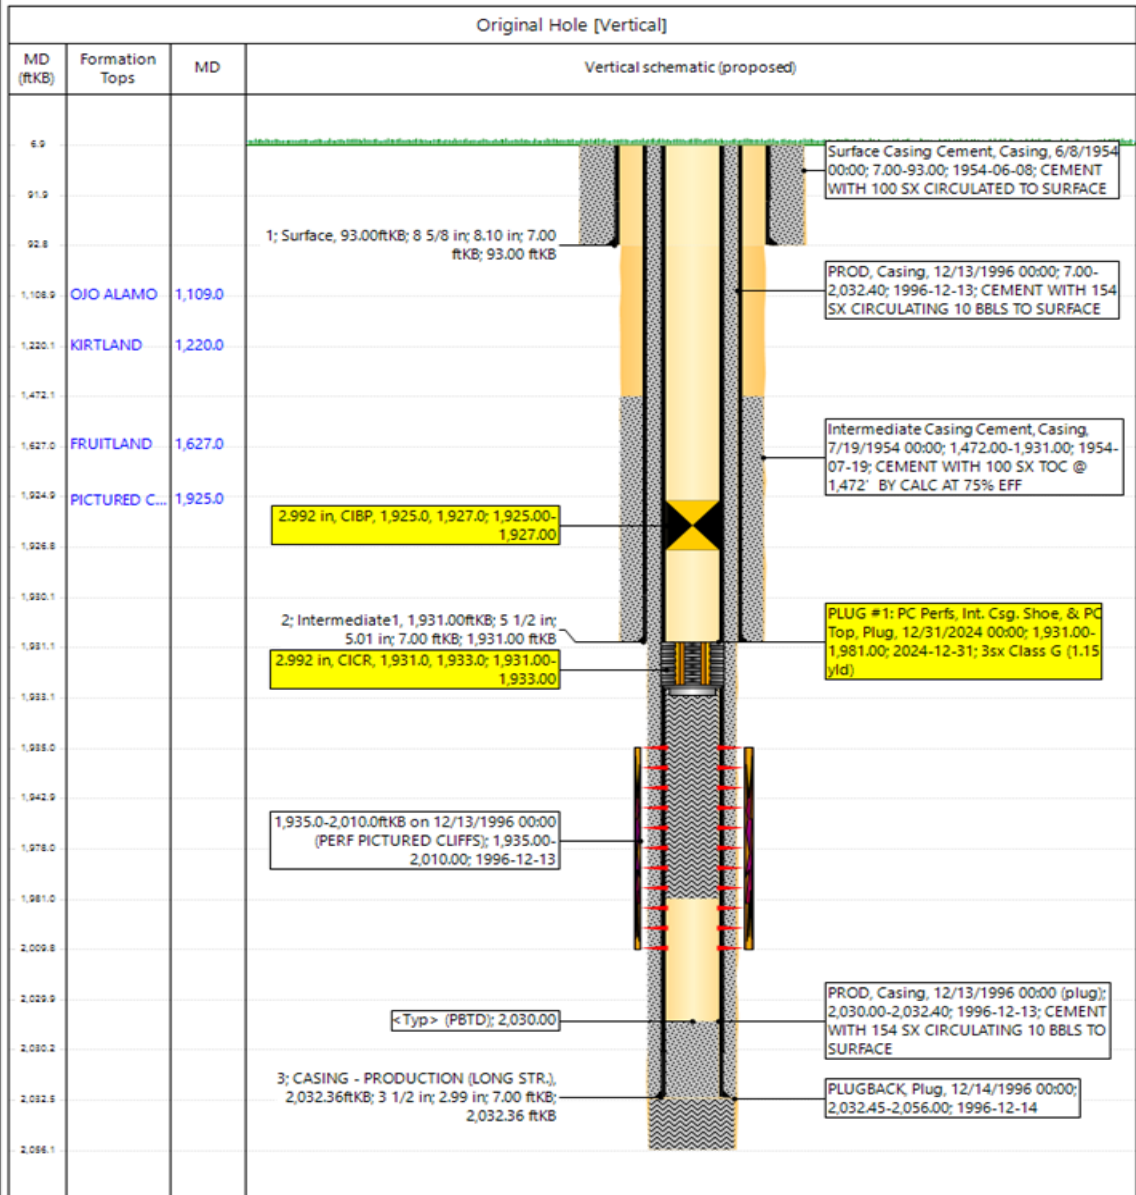 Original Hole [Vertical]
MD
(ftKB)
Formation
Tops
MD
Vertical schematic (proposed)
6.9
91.9
92.8
1,108.9
1,220.1
1,472.1
1,627.0
1,924.9
1,926.8
1,930.1
1,931.1
1,933.1
1,935.0
1,942.9
1,978.0
1,981.0
2,009.8
2,029.9
2,030.2
2,032.5
2,056.1
OJO ALAMO 1,109.0
KIRTLAND 1,220.0
FRUITLAND 1,627.0
PICTURED C... 1,925.0
1; Surface, 93.00ftKB; 8 5/8 in; 8.10 in; 7.00
ftKB; 93.00 ftKB
2.992 in, CIBP, 1,925.0, 1,927.0; 1,925.00-
1,927.00
2; Intermediate1, 1,931.00ftKB; 5 1/2 in;
5.01 in; 7.00 ftKB; 1,931.00 ftKB
2.992 in, CICR, 1,931.0, 1,933.0; 1,931.00-
1,933.00
1,935.0-2,010.0ftKB on 12/13/1996 00:00
(PERF PICTURED CLIFFS); 1,935.00-
2,010.00; 1996-12-13
<Typ> (PBTD); 2,030.00
3; CASING - PRODUCTION (LONG STR.),
2,032.36ftKB; 3 1/2 in; 2.99 in; 7.00 ftKB;
2,032.36 ftKB
Surface Casing Cement, Casing, 6/8/1954
00:00; 7.00-93.00; 1954-06-08; CEMENT
WITH 100 SX CIRCULATED TO SURFACE
PROD, Casing, 12/13/1996 00:00; 7.00-
2,032.40; 1996-12-13; CEMENT WITH 154
SX CIRCULATING 10 BBLS TO SURFACE
Intermediate Casing Cement, Casing,
7/19/1954 00:00; 1,472.00-1,931.00; 1954-
07-19; CEMENT WITH 100 SX TOC @
1,472' BY CALC AT 75% EFF
PLUG #1: PC Perfs, Int. Csg. Shoe, & PC
Top, Plug, 12/31/2024 00:00; 1,931.00-
1,981.00; 2024-12-31; 3sx Class G (1.15
yld)
PROD, Casing, 12/13/1996 00:00 (plug);
2,030.00-2,032.40; 1996-12-13; CEMENT
WITH 154 SX CIRCULATING 10 BBLS TO
SURFACE
PLUGBACK, Plug, 12/14/1996 00:00;
2,032.45-2,056.00; 1996-12-14